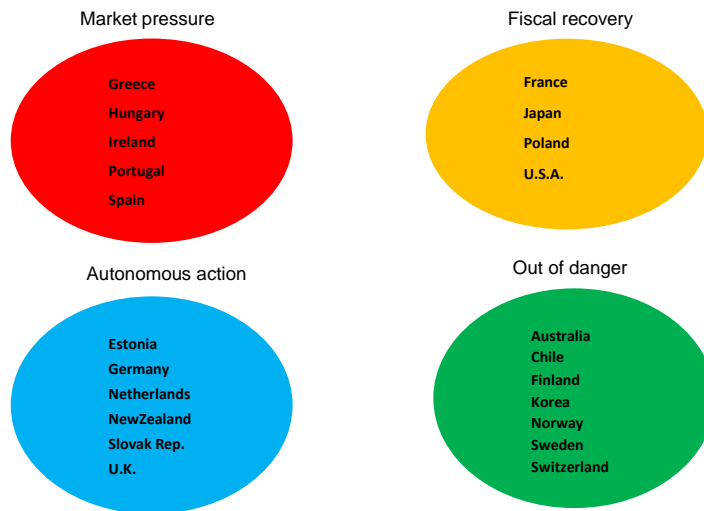 Market pressure
Greece
Hungary
Ireland
Portugal
Spain
Fiscal recovery
France
Japan
Poland
U.S.A.
Autonomous action
Estonia
Germany
Netherlands
NewZealand
Slovak Rep.
U.K.
Out of danger
Australia
Chile
Finland
Korea
Norway
Sweden
Switzerland